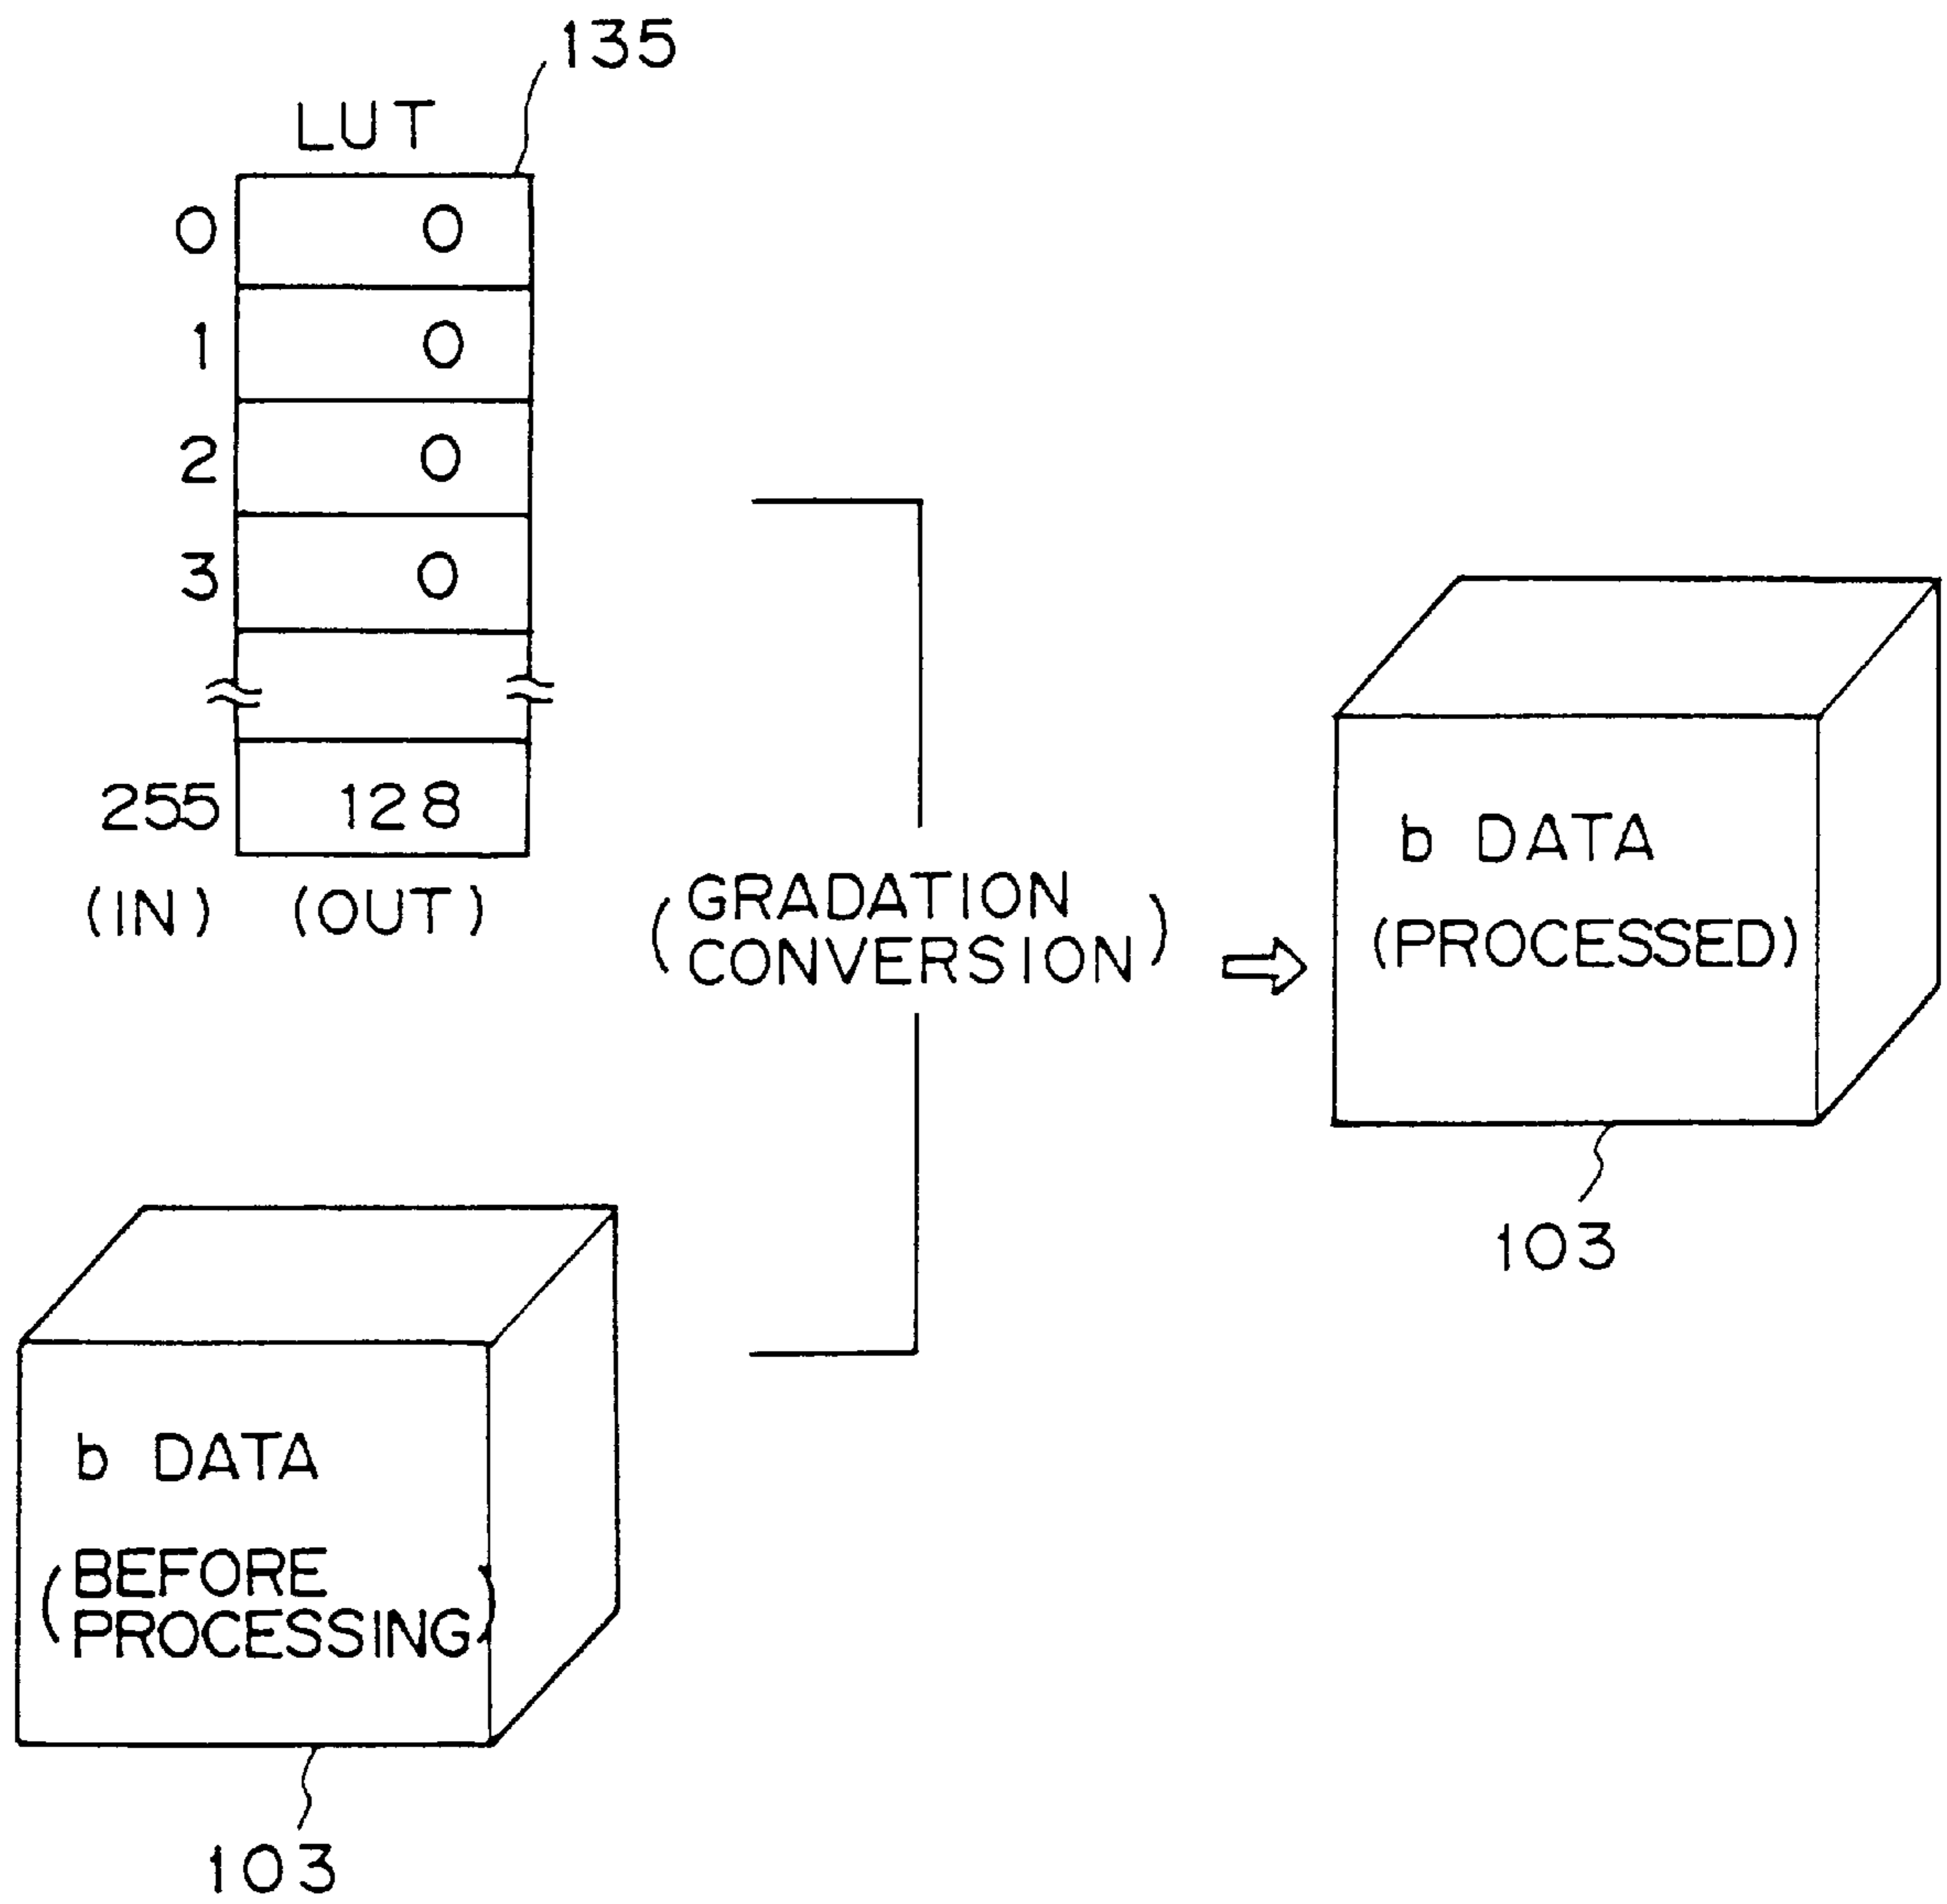 135
LUT
0 0
1 0
2 0
3 0
255 128
(IN) (OUT)
(GRADATION
CONVERSION)
b DATA
(PROCESSED)
103
b DATA
(BEFORE
PROCESSING)
103